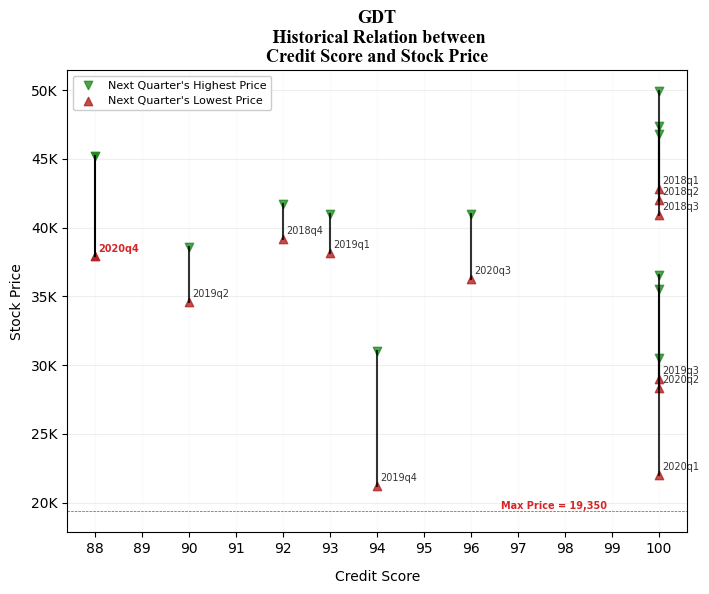 GDT
Historical Relation between
Credit Score and Stock Price
Next Quarter's Highest Price
Next Quarter's Lowest Price
50K
45K
40K
35K
30K
25K
20K
Stock Price
2018q1
2018q2
2018q3
2020q4
2018q4
2019q1
2020q3
2019q2
2019q3
2020q2
2019q4
2020q1
Max Price = 19,350
88 89 90 91 92 93 94 95 96 97 98 99 100
Credit Score